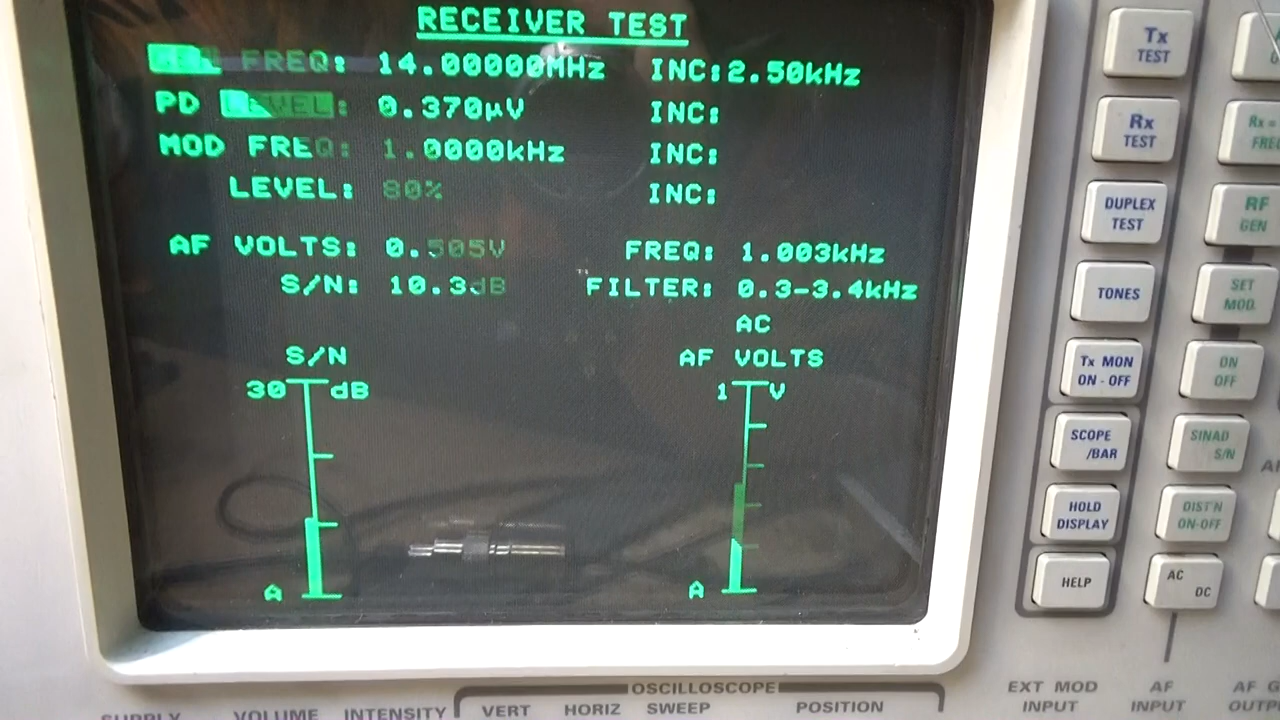 RECEIVER TEST
GEN FREQ: 14.00000MHz INC:2.50kHz
PD LEVEL: 0.370µV INC:
MOD FREQ: 1.0000kHz INC:
LEVEL: 80% INC:
AF VOLTS: 0.505V FREQ: 1.003kHz
S/N: 10.3dB FILTER: 0.3-3.4kHz
AC
S/N AF VOLTS
30 dB 1 V
A A
Tx
TEST
Rx
TEST
Rx =
DUPLEX
TEST
RF
GEN
TONES
SET
MOD.
Tx MON
ON - OFF
ON
OFF
SCOPE
/BAR
SINAD
S/N
HOLD
DISPLAY
DIST'N
ON-OFF
HELP
AC
DC
SUPPLY VOLUME INTENSITY
OSCILLOSCOPE
VERT HORIZ SWEEP POSITION
EXT MOD
INPUT
AF
INPUT
AF